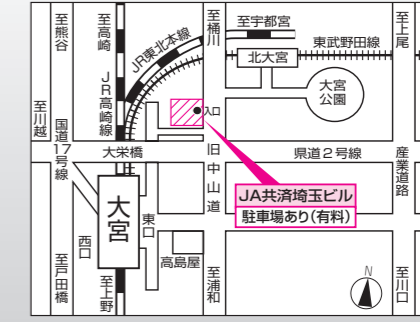 至熊谷
至高崎
JR東北本線
至桶川
至宇都宮
東武野田線
至上尾
北大宮
大宮
公園
JR高崎線
入口
至川越
国道17号線
大栄橋
旧中山道
県道2号線
産業道路
JA共済埼玉ビル
駐車場あり(有料)
大宮
東口
西口
高島屋
至戸田橋
至上野
至浦和
至川口
N